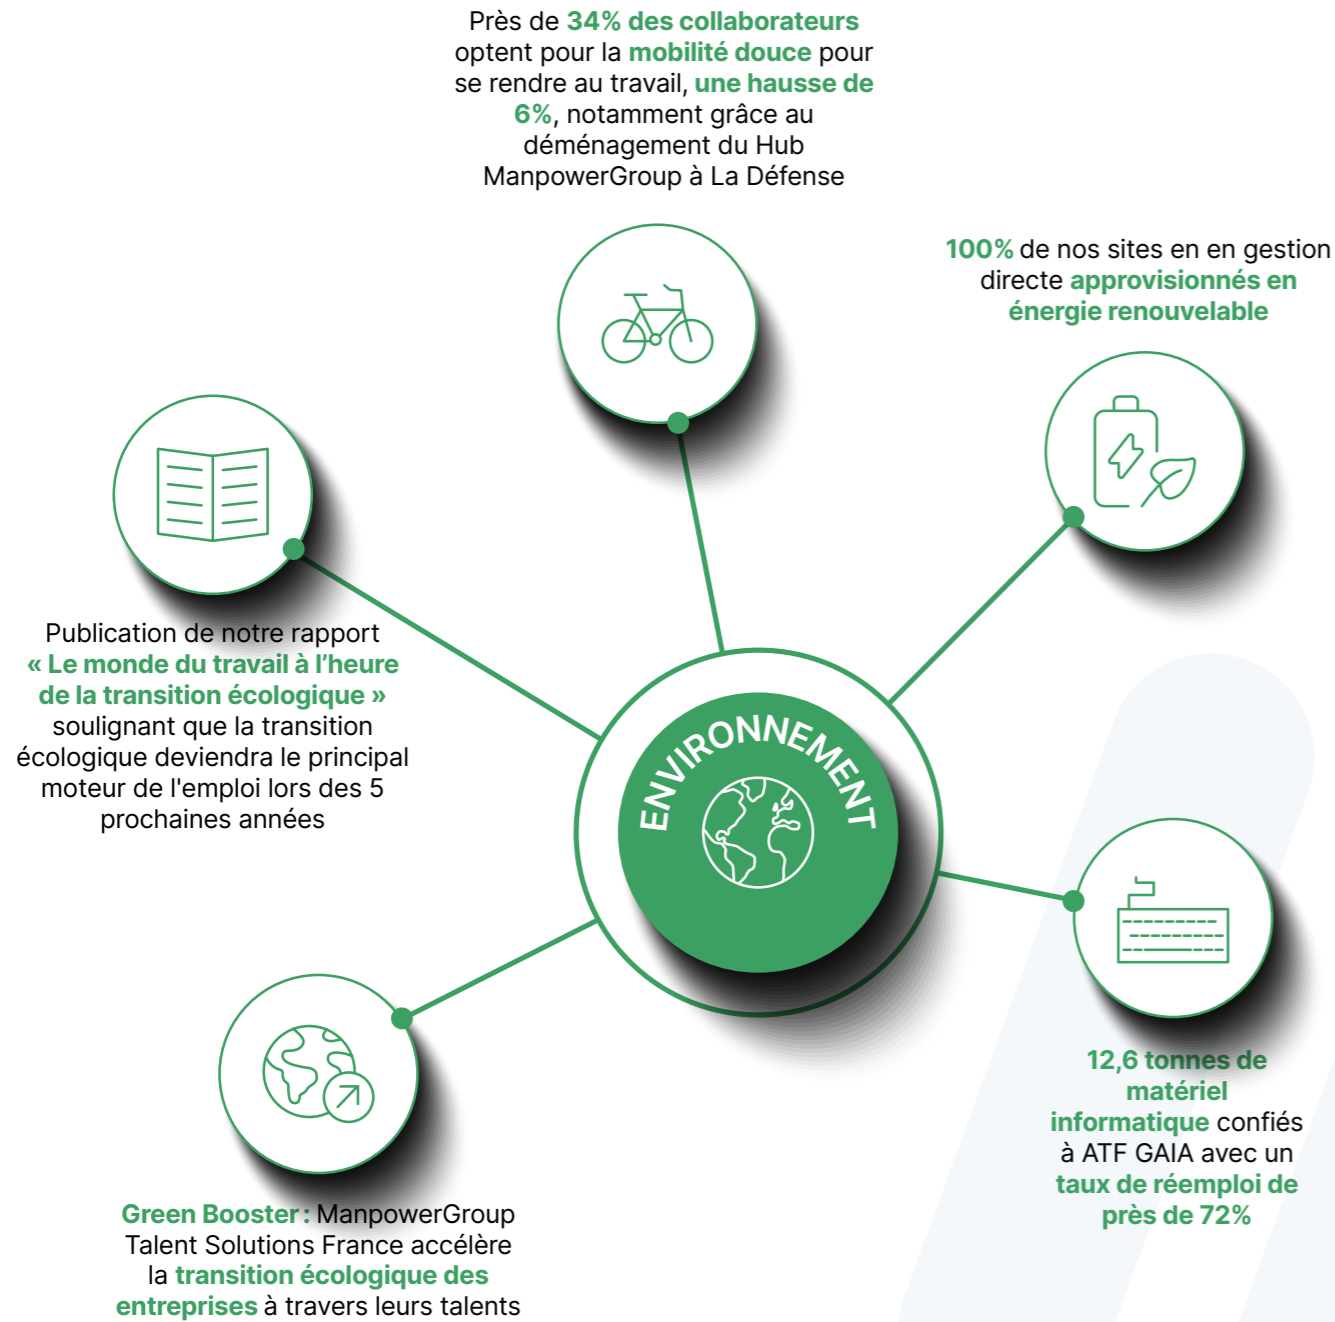 Près de 34% des collaborateurs
optent pour la mobilité douce pour
se rendre au travail, une hausse de
6%, notamment grâce au
déménagement du Hub
ManpowerGroup à La Défense
100% de nos sites en en gestion
directe approvisionnés en
énergie renouvelable
Publication de notre rapport
« Le monde du travail à l’heure
de la transition écologique »
soulignant que la transition
écologique deviendra le principal
moteur de l'emploi lors des 5
prochaines années
ENVIRONNEMENT
12,6 tonnes de
matériel
informatique confiés
à ATF GAIA avec un
taux de réemploi de
près de 72%
Green Booster : ManpowerGroup
Talent Solutions France accélère
la transition écologique des
entreprises à travers leurs talents